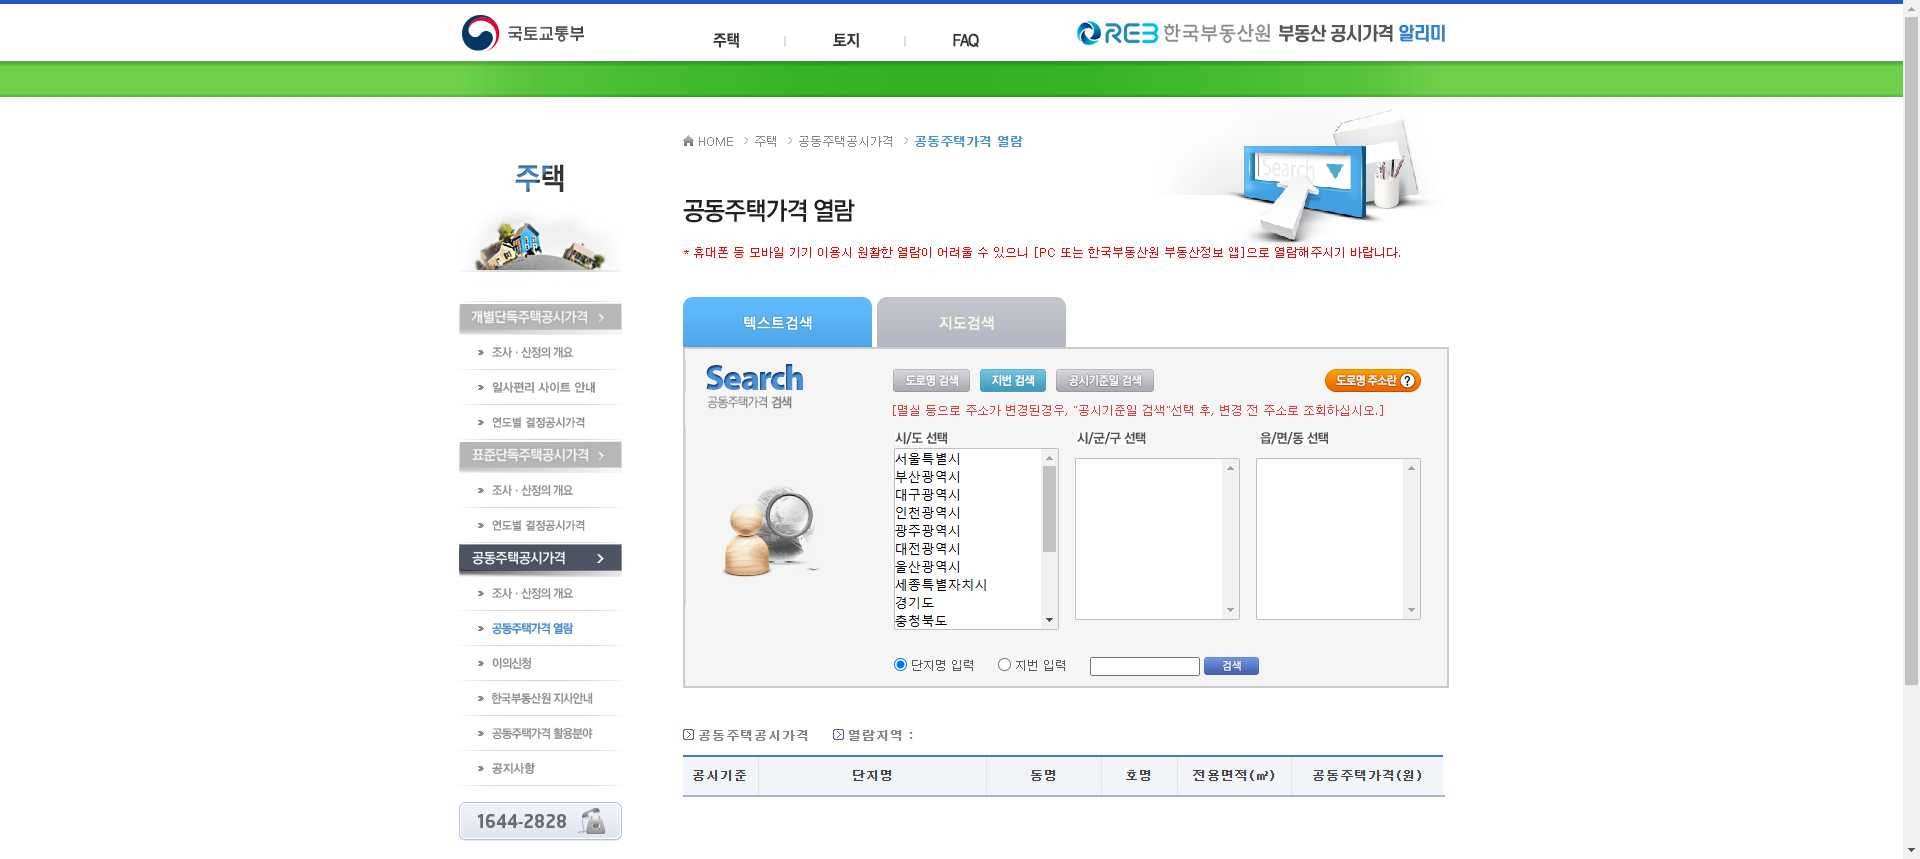 국토교통부
주택
토지
FAQ
REB 한국부동산원 부동산 공시가격 알리미
HOME > 주택 > 공동주택공시가격 > 공동주택가격 열람
Search
주택
공동주택가격 열람
* 휴대폰 등 모바일 기기 이용시 원활한 열람이 어려울 수 있으니 [PC 또는 한국부동산원 부동산정보 앱]으로 열람해주시기 바랍니다.
개별단독주택공시가격
조사 · 산정의 개요
일사편리 사이트 안내
연도별 결정공시가격
표준단독주택공시가격
조사 · 산정의 개요
연도별 결정공시가격
공동주택공시가격
조사 · 산정의 개요
공동주택가격 열람
이의신청
한국부동산원 지사안내
공동주택가격 활용분야
공지사항
1644-2828
텍스트검색
지도검색
Search
공동주택가격 검색
도로명 검색
지번 검색
공시기준일 검색
도로명 주소란 ?
[멸실 등으로 주소가 변경된경우, "공시기준일 검색"선택 후, 변경 전 주소로 조회하십시오.]
시/도 선택
시/군/구 선택
읍/면/동 선택
서울특별시
부산광역시
대구광역시
인천광역시
광주광역시
대전광역시
울산광역시
세종특별자치시
경기도
충청북도
단지명 입력
지번 입력
검색
공동주택공시가격
열람지역 :
공시기준
단지명
동명
호명
전용면적(㎡)
공동주택가격(원)